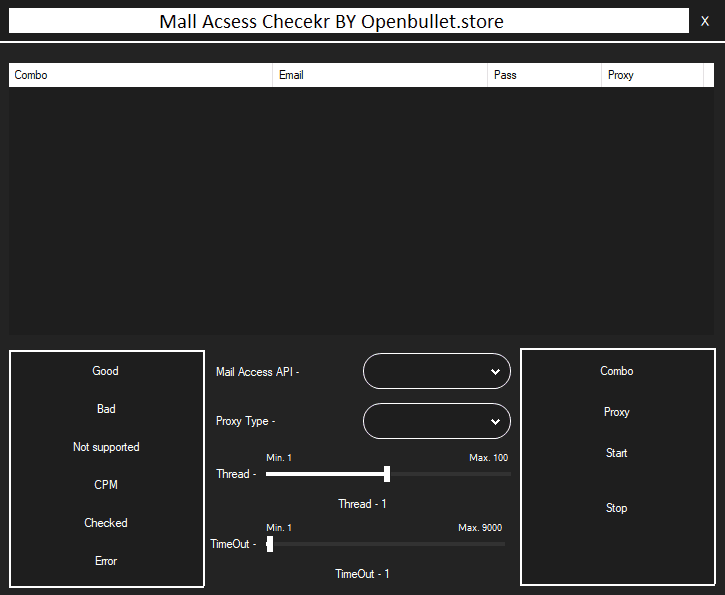 Mall Acsess Checekr BY Openbullet.store X
Combo Email Pass Proxy
Good
Bad
Not supported
CPM
Checked
Error
Mail Access API -
Proxy Type -
Min. 1 Max. 100
Thread -
Thread - 1
Min. 1 Max. 9000
TimeOut -
TimeOut - 1
Combo
Proxy
Start
Stop